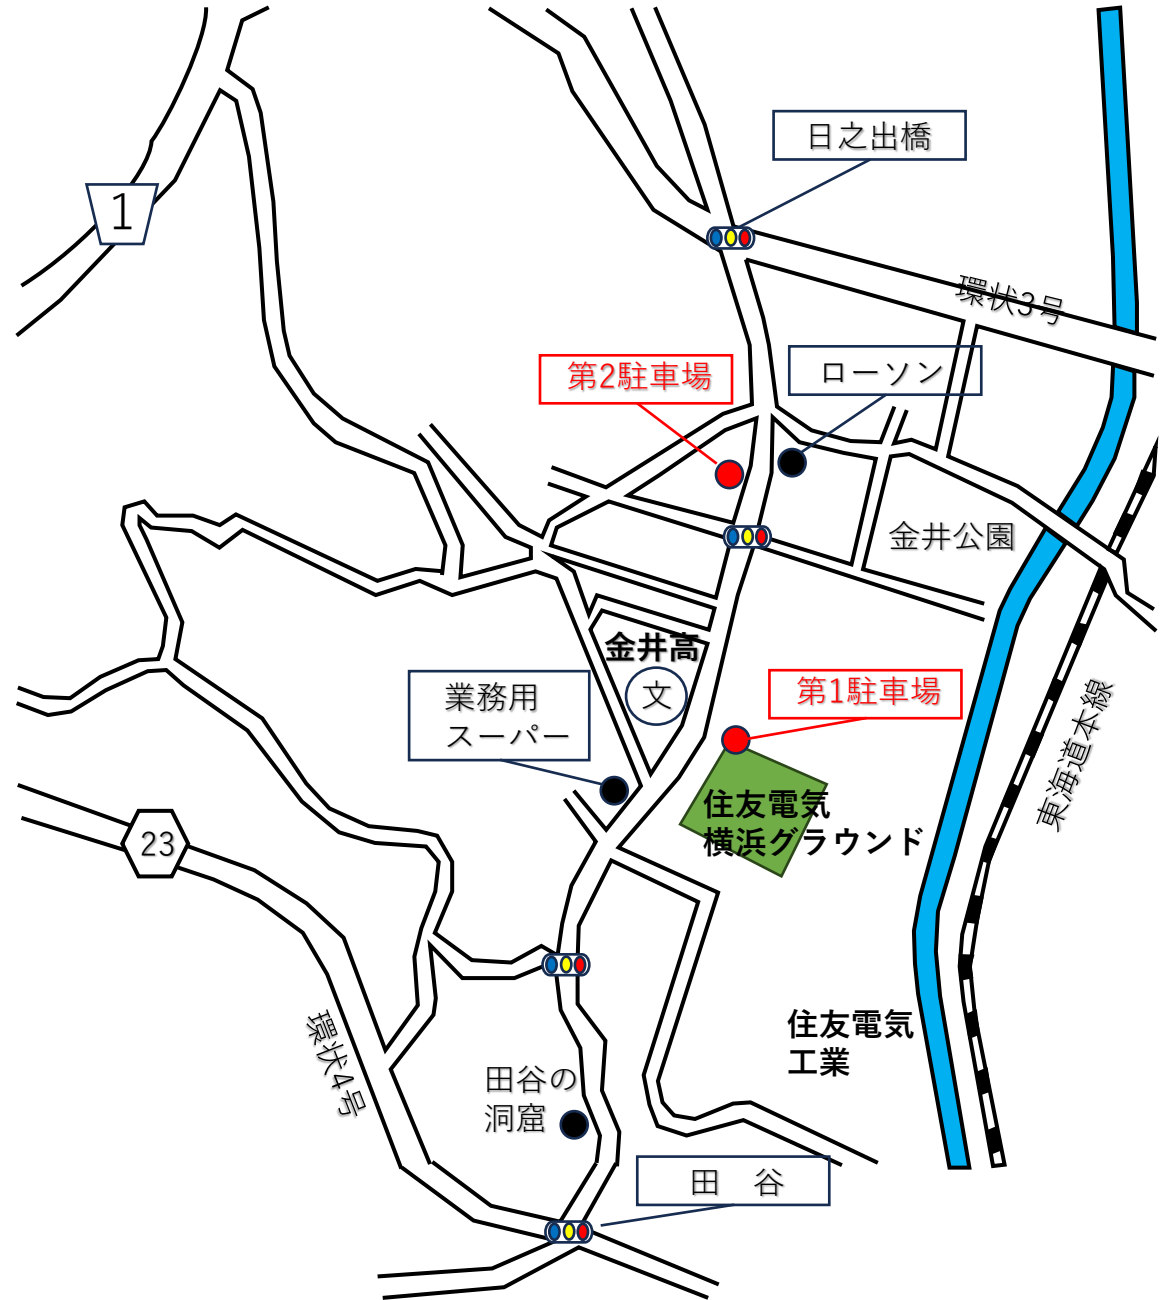 日之出橋
1
環状3号
第2駐車場
ローソン
金井公園
金井高
文
業務用
スーパー
第1駐車場
東海道本線
住友電気
横浜グラウンド
23
環状4号
住友電気
工業
田谷の
洞窟
田　谷